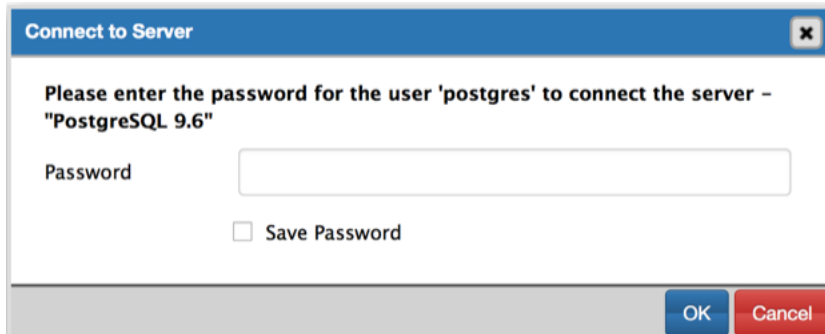 Connect to Server
Please enter the password for the user 'postgres' to connect the server –
"PostgreSQL 9.6"
Password
Save Password
OK Cancel